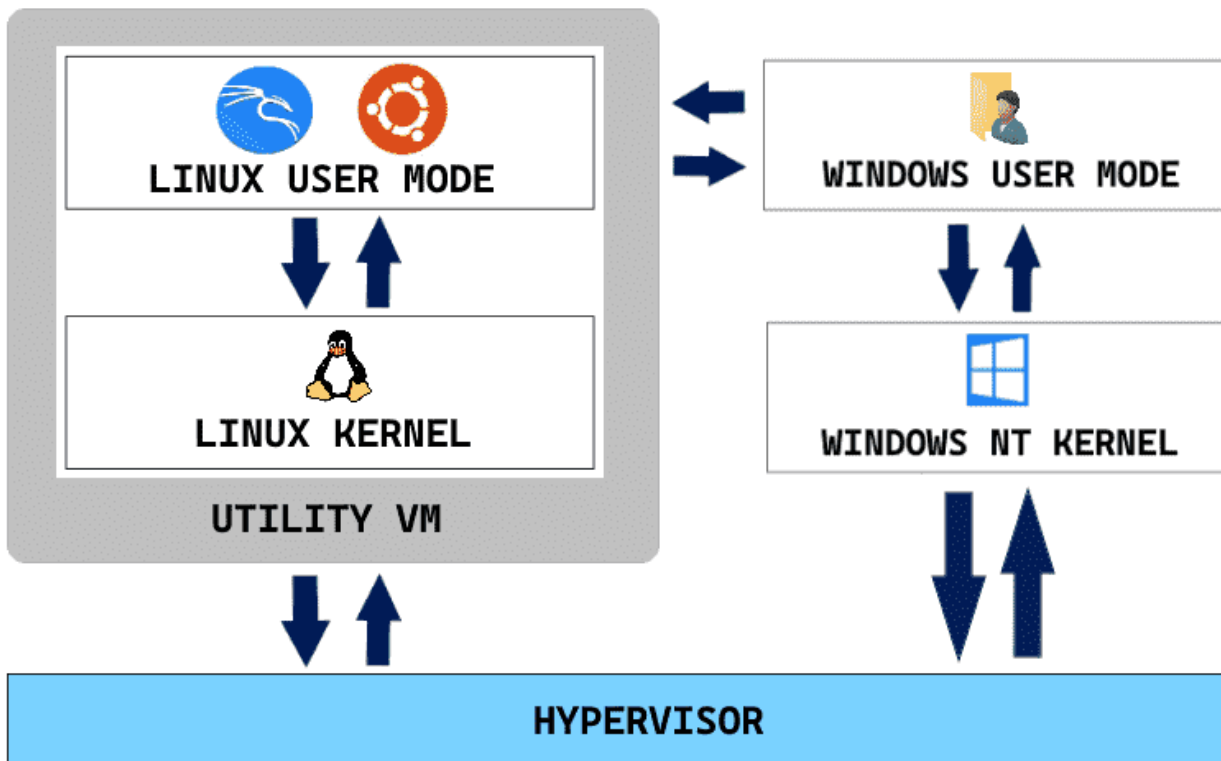 LINUX USER MODE
WINDOWS USER MODE
LINUX KERNEL
WINDOWS NT KERNEL
UTILITY VM
HYPERVISOR